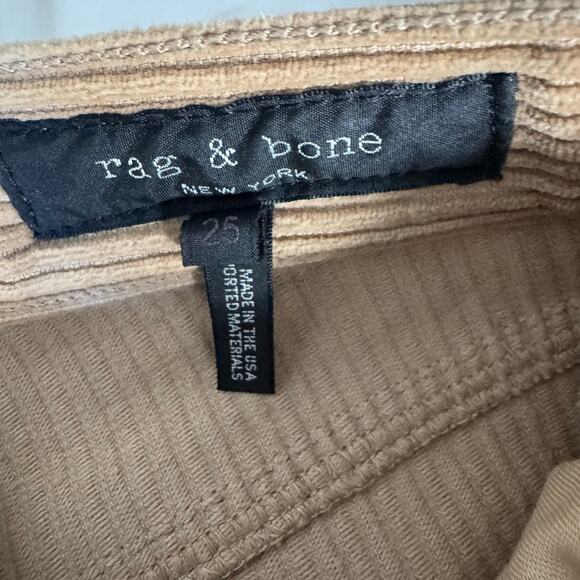 rag & bone
NEW YORK
25
MADE IN THE USA
ORTED MATERIALS